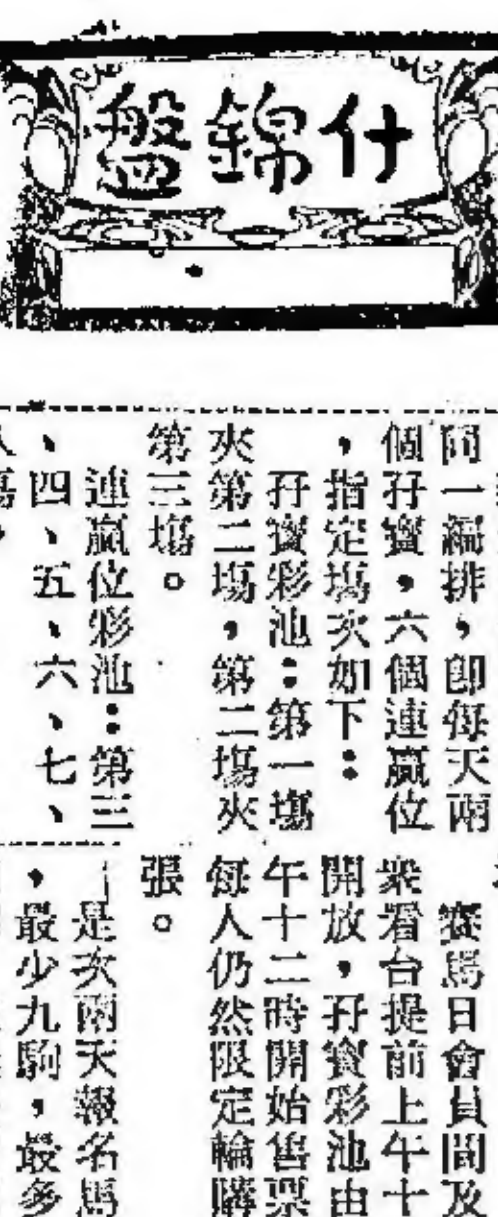 什錦盤
同一編排，即每天兩
個孖寶，六個連贏位
，指定塲次如下：
孖寶彩池：第一塲
夾第二塲，第二塲夾
第三塲。
連贏位彩池：第三
、四、五、六、七、
賽馬日會員間及
衆看台提前上午十
開放，孖寶彩池由
午十二時開始售票
每人仍然限定輪購
張。
是次兩天報名馬
，最少九駒，最多